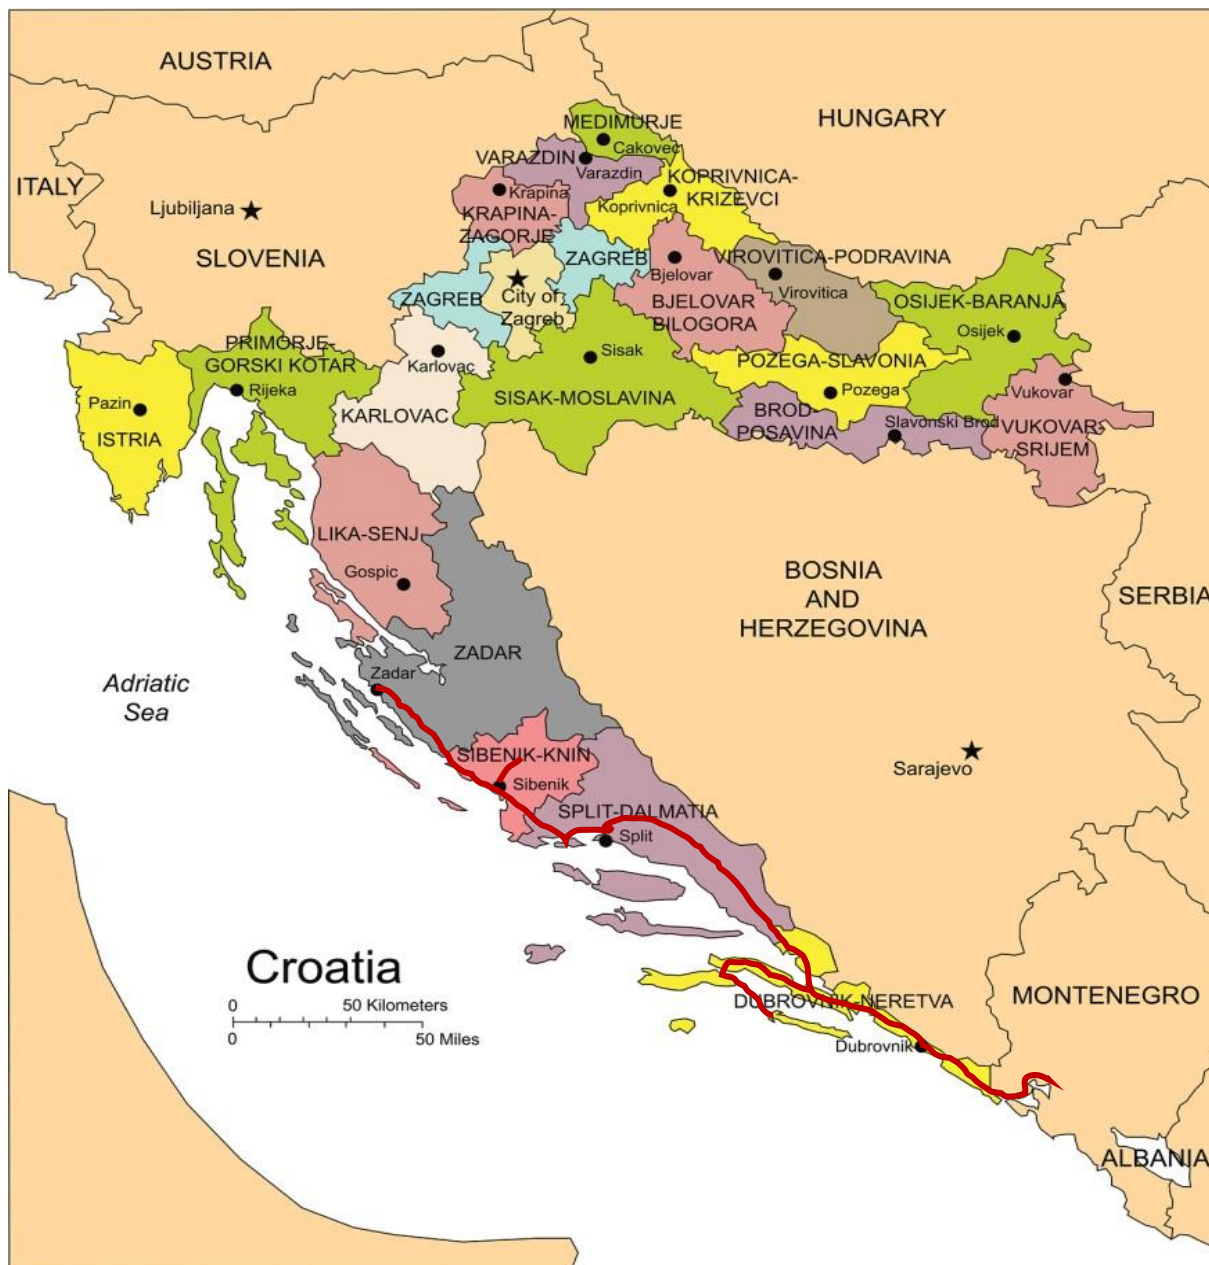 AUSTRIA
HUNGARY
ITALY
Ljubiljana
SLOVENIA
MEDIMURJE
Cakovec
VARAZDIN
Varazdin
Krapina
KRAPINA-
ZAGORJE
KOPRIVNICA-
KRIZEVCI
Koprivnica
ZAGREB
ZAGREB
City of
Zagreb
Bjelovar
BJELOVAR
BILOGORA
VIROVITICA-PODRAVINA
Virovitica
OSIJEK-BARANJA
Osijek
PRIMORJE-
GORSKI KOTAR
Rijeka
Karlovac
KARLOVAC
Sisak
SISAK-MOSLAVINA
POZEGA-SLAVONIA
Pozega
BROD-
POSAVINA
Slavonski Brod
Vukovar
VUKOVAR-
SRIJEM
Pazin
ISTRIA
LIKA-SENJ
Gospic
BOSNIA
AND
HERZEGOVINA
SERBIA
ZADAR
Zadar
Adriatic
Sea
SIBENIK-KNIN
Sibenik
Sarajevo
SPLIT-DALMATIA
Split
Croatia
0 50 Kilometers
0 50 Miles
DUBROVNIK-NERETVA
Dubrovnik
MONTENEGRO
ALBANIA